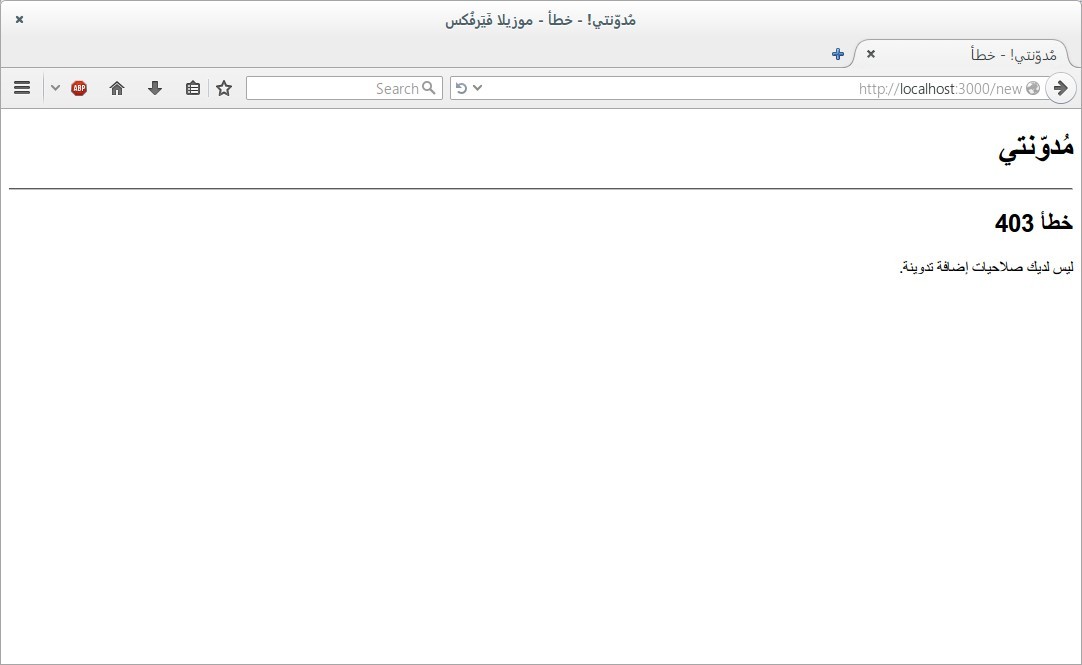 مُدوّنتي! - خطأ - موزيلا فَيَرفُكس
مُدوّنتي! - خطأ
http://localhost:3000/new
Search
ABP
مُدوّنتي
خطأ 403
ليس لديك صلاحيات إضافة تدوينة.